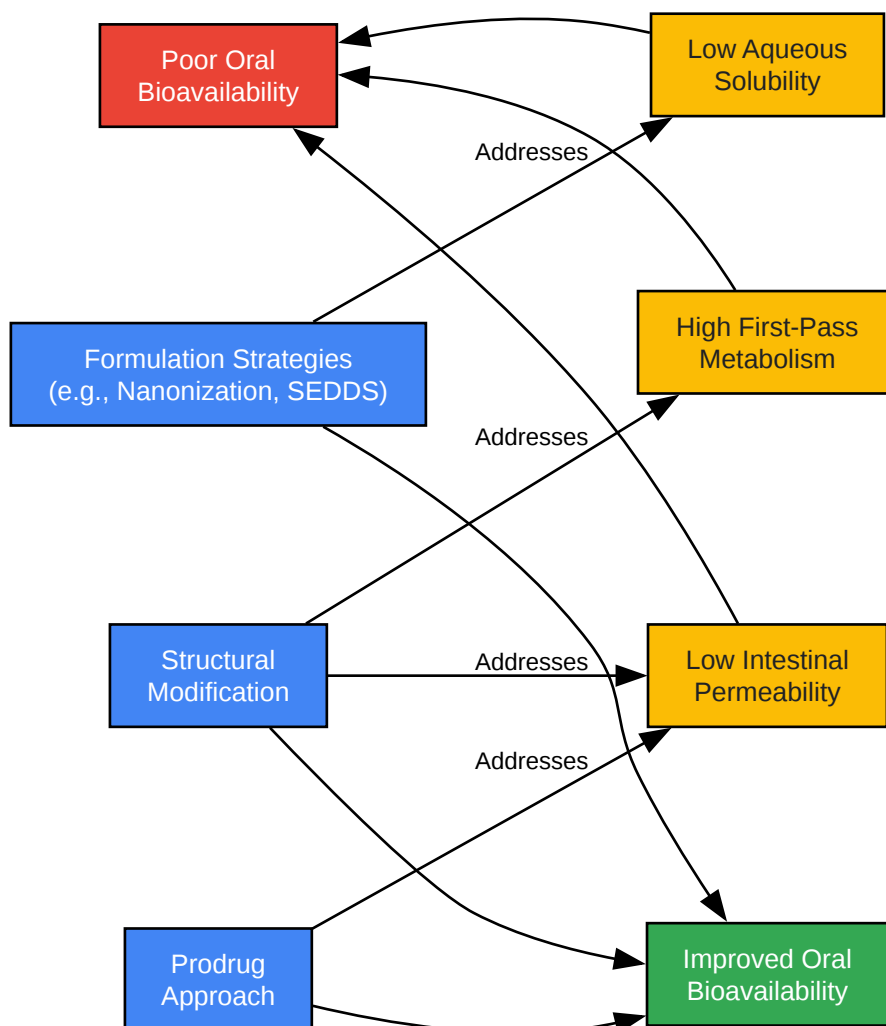 Poor Oral
Bioavailability
Low Aqueous
Solubility
Addresses
Formulation Strategies
(e.g., Nanonization, SEDDS)
High First-Pass
Metabolism
Addresses
Structural
Modification
Addresses
Low Intestinal
Permeability
Addresses
Prodrug
Approach
Improved Oral
Bioavailability